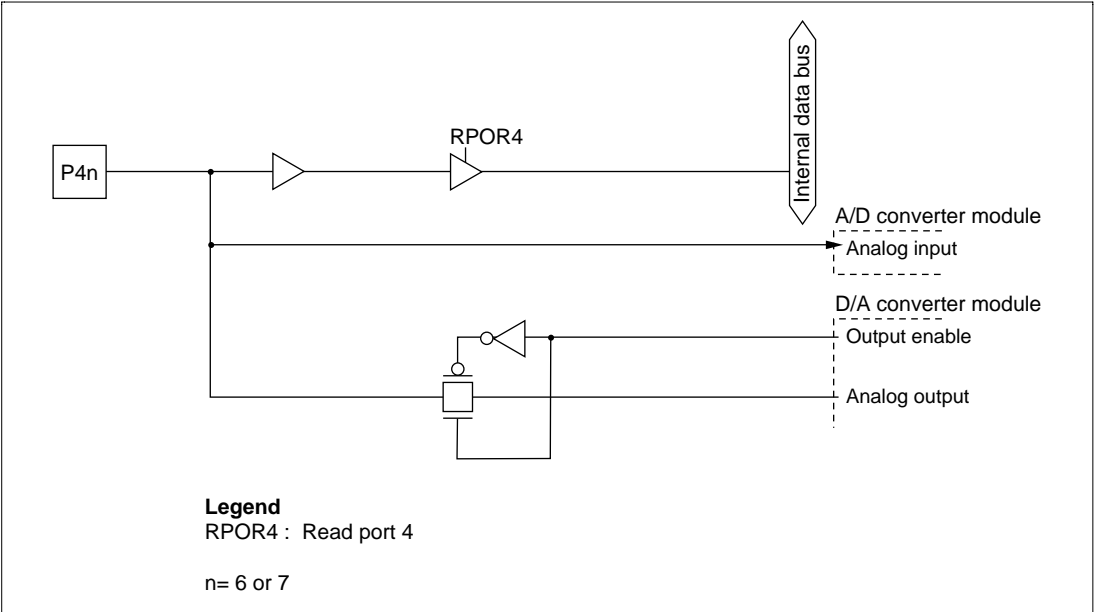 RPOR4
P4n
Internal data bus
A/D converter module
Analog input
D/A converter module
Output enable
Analog output
Legend
RPOR4 : Read port 4
n= 6 or 7